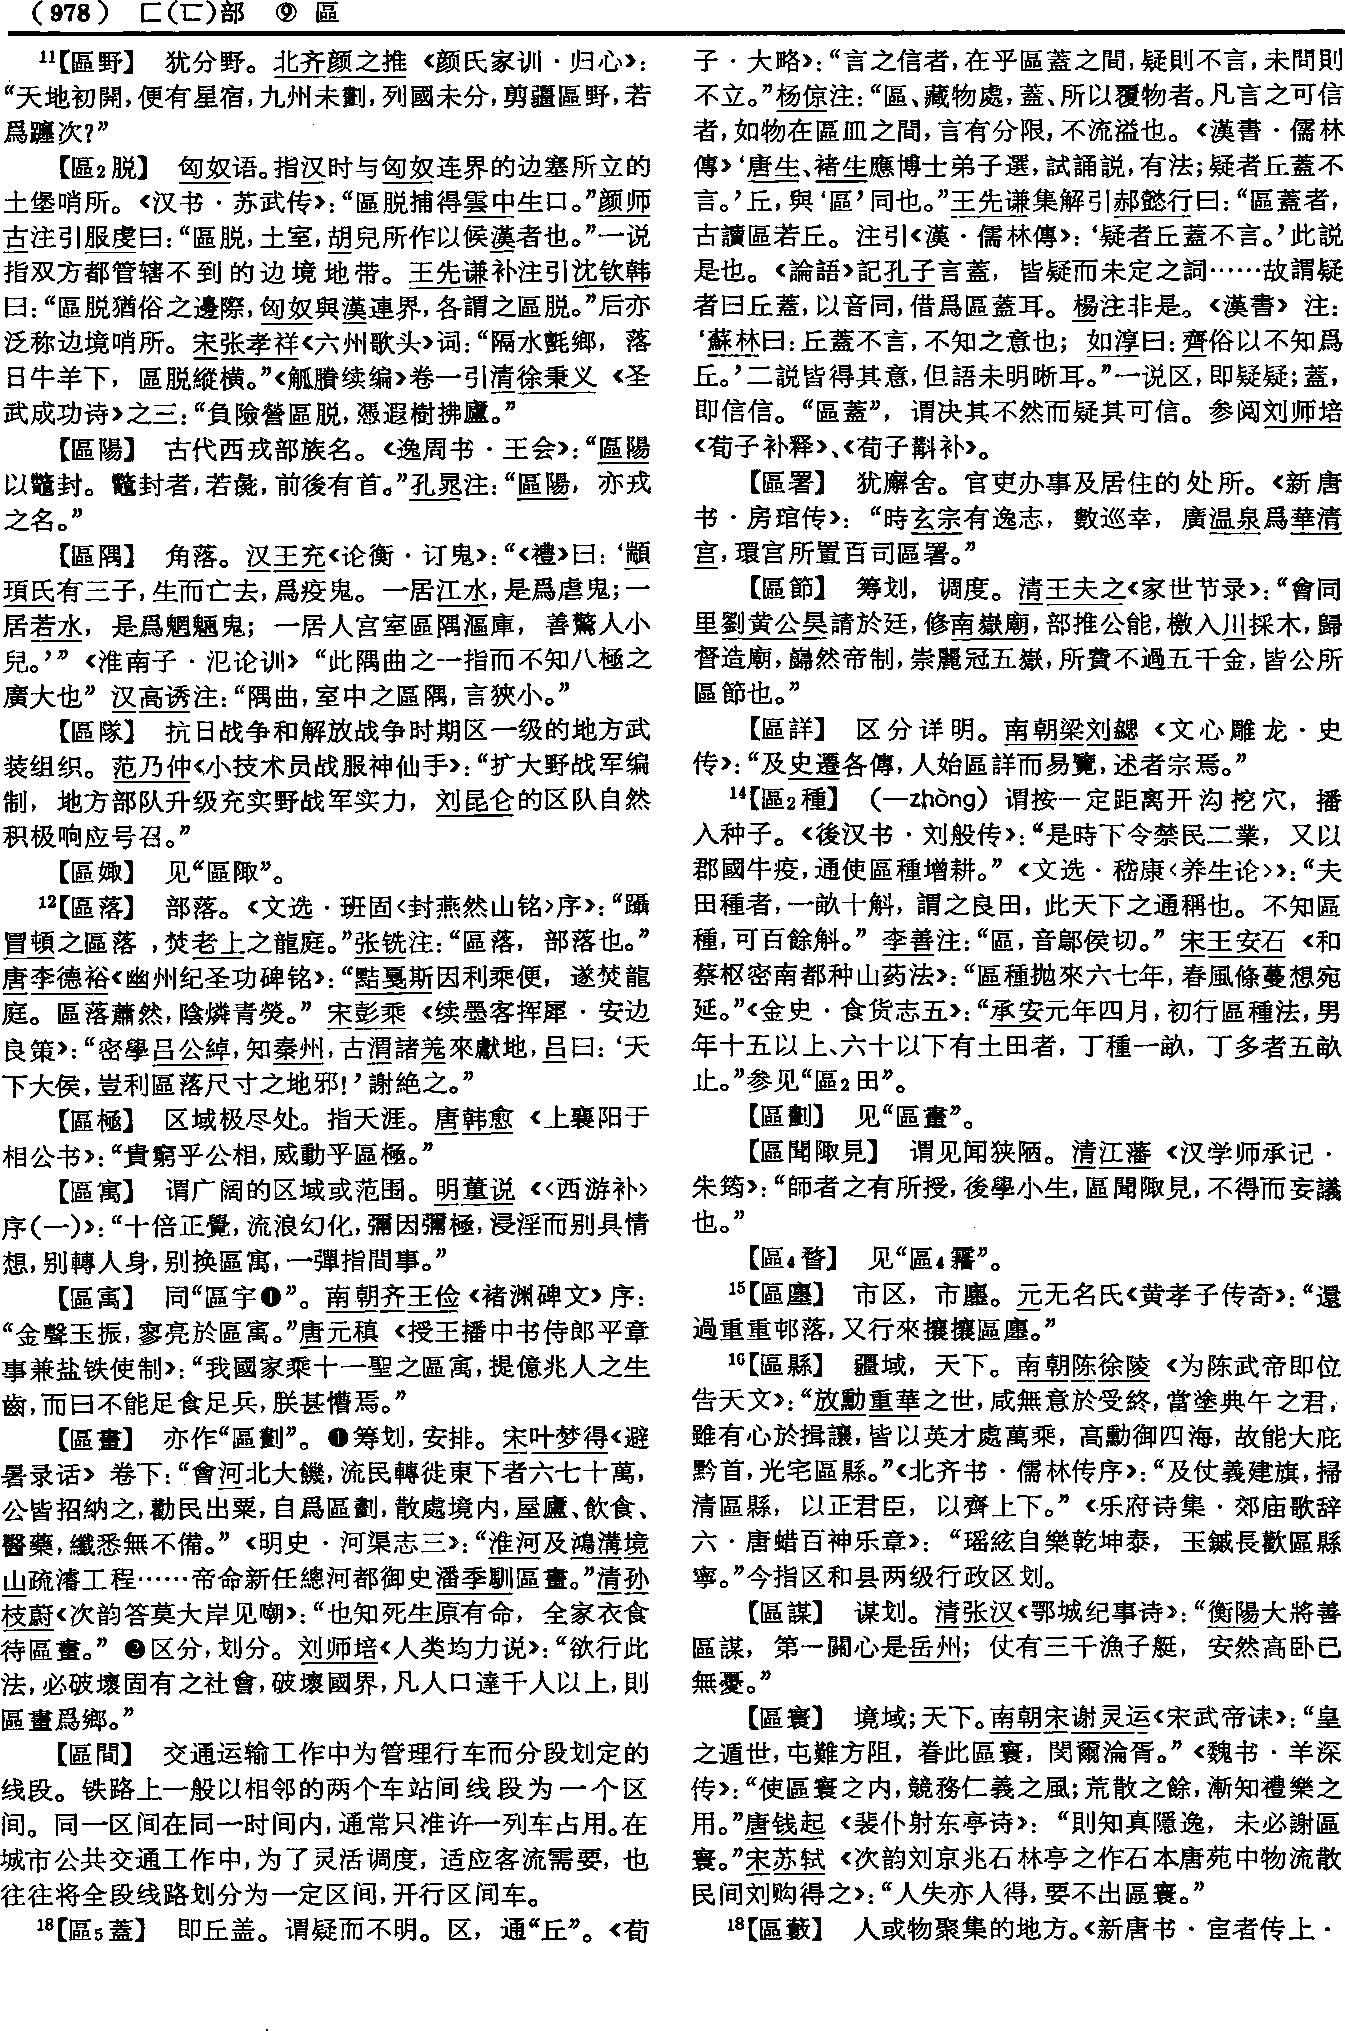 （978） 匚(匸)部 ⑨ 區
¹¹【區野】 犹分野。北齐颜之推《颜氏家训·归心》：
“天地初開，便有星宿，九州未劃，列國未分，剪疆區野，若
爲躔次？”
【區₂脱】 匈奴语。指汉时与匈奴连界的边塞所立的
土堡哨所。《汉书·苏武传》：“區脱捕得雲中生口。”颜师
古注引服虔曰：“區脱，土室，胡兒所作以候漢者也。”一说
指双方都管辖不到的边境地带。王先谦补注引沈钦韩
曰：“區脱猶俗之邊際，匈奴與漢連界，各謂之區脱。”后亦
泛称边境哨所。宋张孝祥《六州歌头》词：“隔水氈鄉，落
日牛羊下，區脱縱横。”《觚賸续编》卷一引清徐秉义《圣
武成功诗》之三：“負險營區脱，憑遐樹拂廬。”
【區陽】 古代西戎部族名。《逸周书·王会》：“區陽
以鼈封。鼈封者，若彘，前後有首。”孔晁注：“區陽，亦戎
之名。”
【區隅】 角落。汉王充《论衡·订鬼》：“《禮》曰：‘顓
頊氏有三子，生而亡去，爲疫鬼。一居江水，是爲虐鬼；一
居若水，是爲魍魎鬼；一居人宫室區隅漚庫，善驚人小
兒。’”《淮南子·氾论训》“此隅曲之一指而不知八極之
廣大也”汉高诱注：“隅曲，室中之區隅，言狹小。”
【區隊】 抗日战争和解放战争时期区一级的地方武
装组织。范乃仲《小技术员战服神仙手》：“扩大野战军编
制，地方部队升级充实野战军实力，刘昆仑的区队自然
积极响应号召。”
【區娵】 见“區陬”。
¹²【區落】 部落。《文选·班固〈封燕然山铭〉序》：“躡
冒頓之區落，焚老上之龍庭。”张铣注：“區落，部落也。”
唐李德裕《幽州纪圣功碑铭》：“黠戛斯因利乘便，遂焚龍
庭。區落蕭然，陰燐青熒。”宋彭乘《续墨客挥犀·安边
良策》：“密學吕公綽，知秦州，古渭諸羌來獻地，吕曰：‘天
下大侯，豈利區落尺寸之地邪！’謝絶之。”
【區極】 区域极尽处。指天涯。唐韩愈《上襄阳于
相公书》：“貴窮乎公相，威動乎區極。”
【區寓】 谓广阔的区域或范围。明董说《〈西游补〉
序(一)》：“十倍正覺，流浪幻化，彌因彌極，浸淫而别具情
想，别轉人身，别换區寓，一彈指間事。”
【區寓】 同“區宇❶”。南朝齐王俭《褚渊碑文》序：
“金聲玉振，寥亮於區寓。”唐元稹《授王播中书侍郎平章
事兼盐铁使制》：“我國家乘十一聖之區寓，提億兆人之生
齒，而曰不能足食足兵，朕甚懵焉。”
【區畫】 亦作“區劃”。❶筹划，安排。宋叶梦得《避
暑录话》卷下：“會河北大饑，流民轉徙東下者六七十萬，
公皆招納之，勸民出粟，自爲區劃，散處境内，屋廬、飲食、
醫藥，纖悉無不備。”《明史·河渠志三》：“淮河及鴻溝境
山疏濬工程……帝命新任總河都御史潘季馴區畫。”清孙
枝蔚《次韵答莫大岸见嘲》：“也知死生原有命，全家衣食
待區畫。”❷区分，划分。刘师培《人类均力说》：“欲行此
法，必破壞固有之社會，破壞國界，凡人口達千人以上，則
區畫爲鄉。”
【區間】 交通运输工作中为管理行车而分段划定的
线段。铁路上一般以相邻的两个车站间线段为一个区
间。同一区间在同一时间内，通常只准许一列车占用。在
城市公共交通工作中，为了灵活调度，适应客流需要，也
往往将全段线路划分为一定区间，开行区间车。
¹⁸【區₅蓋】 即丘盖。谓疑而不明。区，通“丘”。《荀
子·大略》：“言之信者，在乎區蓋之間，疑則不言，未問則
不立。”杨倞注：“區、藏物處，蓋、所以覆物者。凡言之可信
者，如物在區皿之間，言有分限，不流溢也。《漢書·儒林
傳》‘唐生、褚生應博士弟子選，試誦説，有法；疑者丘蓋不
言。’丘，與‘區’同也。”王先谦集解引郝懿行曰：“區蓋者，
古讀區若丘。注引《漢·儒林傳》：‘疑者丘蓋不言。’此説
是也。《論語》記孔子言蓋，皆疑而未定之詞……故謂疑
者曰丘蓋，以音同，借爲區蓋耳。楊注非是。《漢書》注：
‘蘇林曰：丘蓋不言，不知之意也；如淳曰：齊俗以不知爲
丘。’二説皆得其意，但語未明晰耳。”一说区，即疑疑；蓋，
即信信。“區蓋”，谓决其不然而疑其可信。参阅刘师培
《荀子补释》、《荀子斠补》。
【區署】 犹廨舍。官吏办事及居住的处所。《新唐
书·房琯传》：“時玄宗有逸志，數巡幸，廣温泉爲華清
宫，環宫所置百司區署。”
【區節】 筹划，调度。清王夫之《家世节录》：“會同
里劉黄公㫤請於廷，修南嶽廟，部推公能，檄入川採木，歸
督造廟，巋然帝制，崇麗冠五嶽，所費不過五千金，皆公所
區節也。”
【區詳】 区分详明。南朝梁刘勰《文心雕龙·史
传》：“及史遷各傳，人始區詳而易覽，述者宗焉。”
¹⁴【區₂種】 （—zhòng）谓按一定距离开沟挖穴，播
入种子。《後汉书·刘般传》：“是時下令禁民二業，又以
郡國牛疫，通使區種增耕。”《文选·嵇康〈养生论〉》：“夫
田種者，一畝十斛，謂之良田，此天下之通稱也。不知區
種，可百餘斛。”李善注：“區，音鄔侯切。”宋王安石《和
蔡枢密南都种山药法》：“區種抛來六七年，春風條蔓想宛
延。”《金史·食货志五》：“承安元年四月，初行區種法，男
年十五以上、六十以下有土田者，丁種一畝，丁多者五畝
止。”参见“區₂田”。
【區劃】 见“區畫”。
【區聞陬見】 谓见闻狭陋。清江藩《汉学师承记·
朱筠》：“師者之有所授，後學小生，區聞陬見，不得而妄議
也。”
【區₄瞀】 见“區₄霿”。
¹⁵【區廛】 市区，市廛。元无名氏《黄孝子传奇》：“還
過重重邨落，又行來攘攘區廛。”
¹⁶【區縣】 疆域，天下。南朝陈徐陵《为陈武帝即位
告天文》：“放勳重華之世，咸無意於受終，當塗典午之君，
雖有心於揖讓，皆以英才處萬乘，高勳御四海，故能大庇
黔首，光宅區縣。”《北齐书·儒林传序》：“及仗義建旗，掃
清區縣，以正君臣，以齊上下。”《乐府诗集·郊庙歌辞
六·唐蜡百神乐章》：“瑶絃自樂乾坤泰，玉鏚長歡區縣
寧。”今指区和县两级行政区划。
【區謀】 谋划。清张汉《鄂城纪事诗》：“衡陽大將善
區謀，第一關心是岳州；仗有三千漁子艇，安然高卧已
無憂。”
【區寰】 境域；天下。南朝宋谢灵运《宋武帝诔》：“皇
之遁世，屯難方阻，眷此區寰，閔爾淪胥。”《魏书·羊深
传》：“使區寰之内，競務仁義之風；荒散之餘，漸知禮樂之
用。”唐钱起《裴仆射东亭诗》：“則知真隱逸，未必謝區
寰。”宋苏轼《次韵刘京兆石林亭之作石本唐苑中物流散
民间刘购得之》：“人失亦人得，要不出區寰。”
¹⁸【區藪】 人或物聚集的地方。《新唐书·宦者传上·